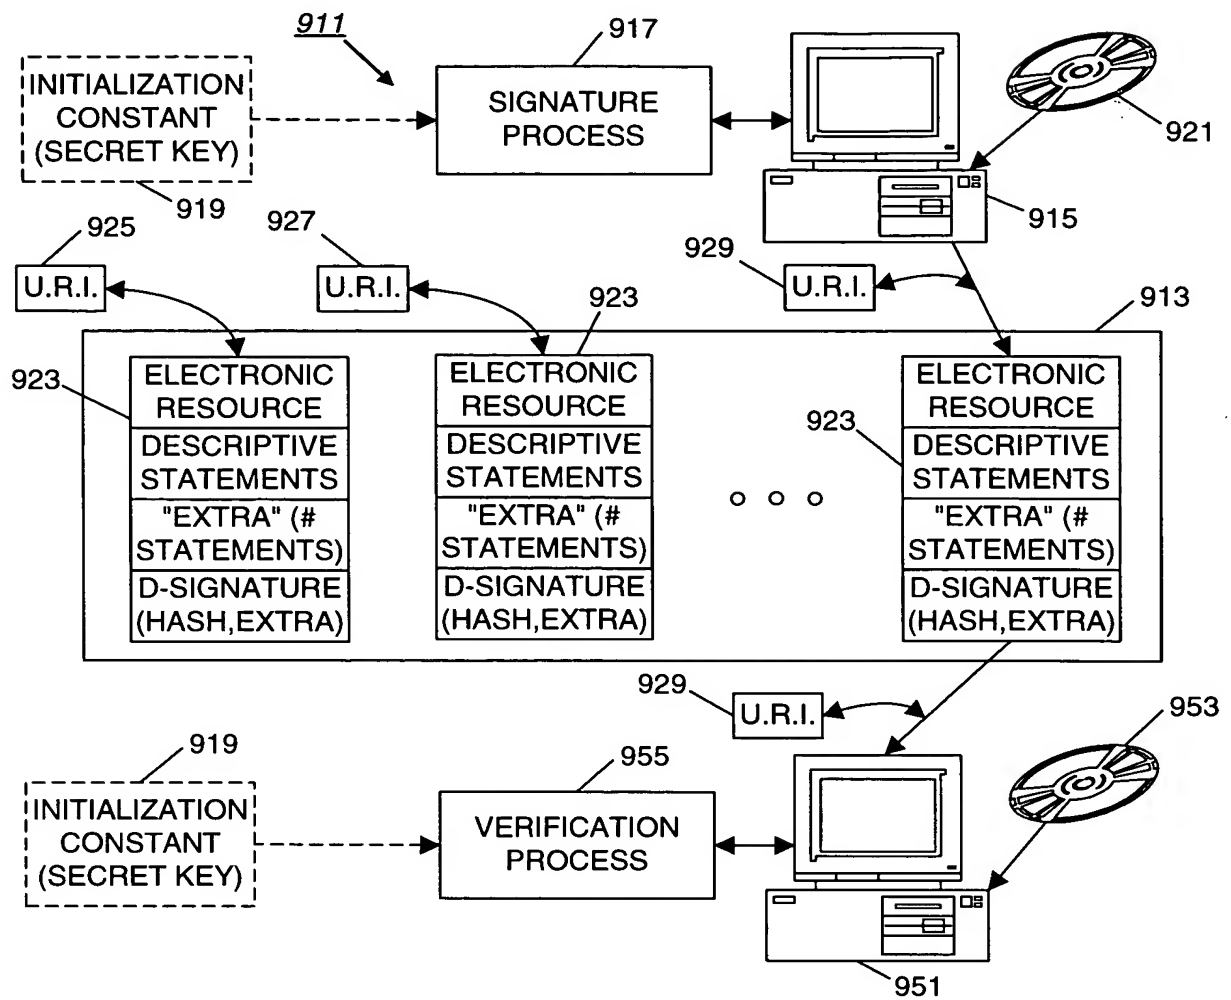 911
917
INITIALIZATION
CONSTANT
(SECRET KEY)
SIGNATURE
PROCESS
921
919
915
925
927
929
U.R.I.
U.R.I.
U.R.I.
923
913
923
ELECTRONIC
RESOURCE
DESCRIPTIVE
STATEMENTS
"EXTRA" (#
STATEMENTS)
D-SIGNATURE
(HASH,EXTRA)
ELECTRONIC
RESOURCE
DESCRIPTIVE
STATEMENTS
"EXTRA" (#
STATEMENTS)
D-SIGNATURE
(HASH,EXTRA)
923
ELECTRONIC
RESOURCE
DESCRIPTIVE
STATEMENTS
"EXTRA" (#
STATEMENTS)
D-SIGNATURE
(HASH,EXTRA)
929
U.R.I.
953
919
955
INITIALIZATION
CONSTANT
(SECRET KEY)
VERIFICATION
PROCESS
951